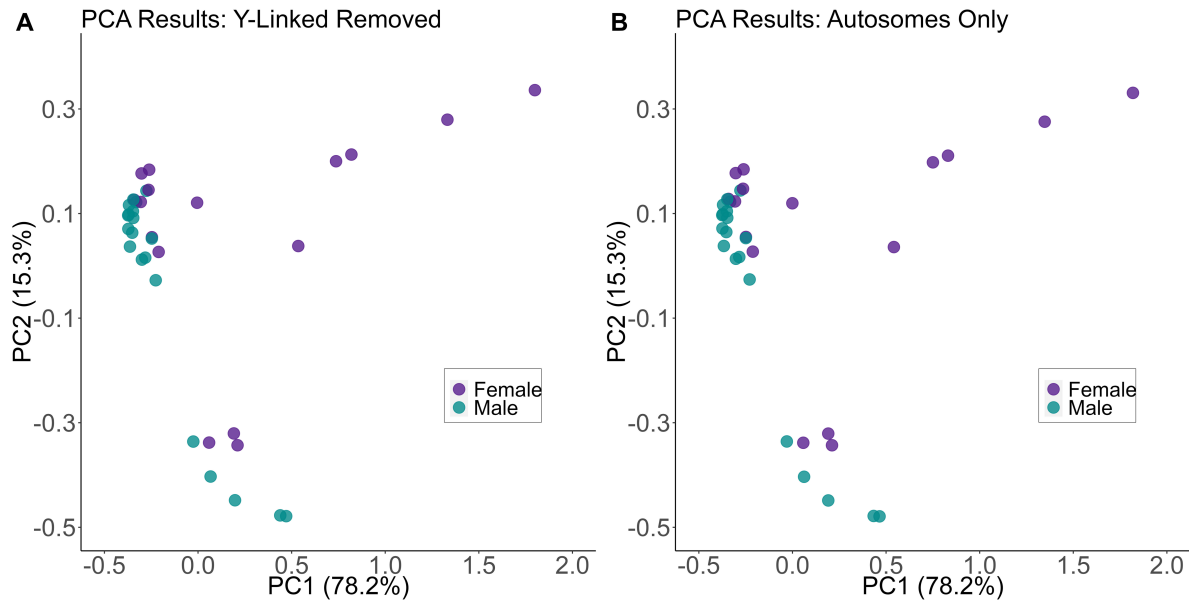 A PCA Results: Y-Linked Removed
0.3
0.1
-0.1
-0.3
-0.5
PC2 (15.3%)
Female
Male
-0.5 0.0 0.5 1.0 1.5 2.0
PC1 (78.2%)
B PCA Results: Autosomes Only
0.3
0.1
-0.1
-0.3
-0.5
PC2 (15.3%)
Female
Male
-0.5 0.0 0.5 1.0 1.5 2.0
PC1 (78.2%)